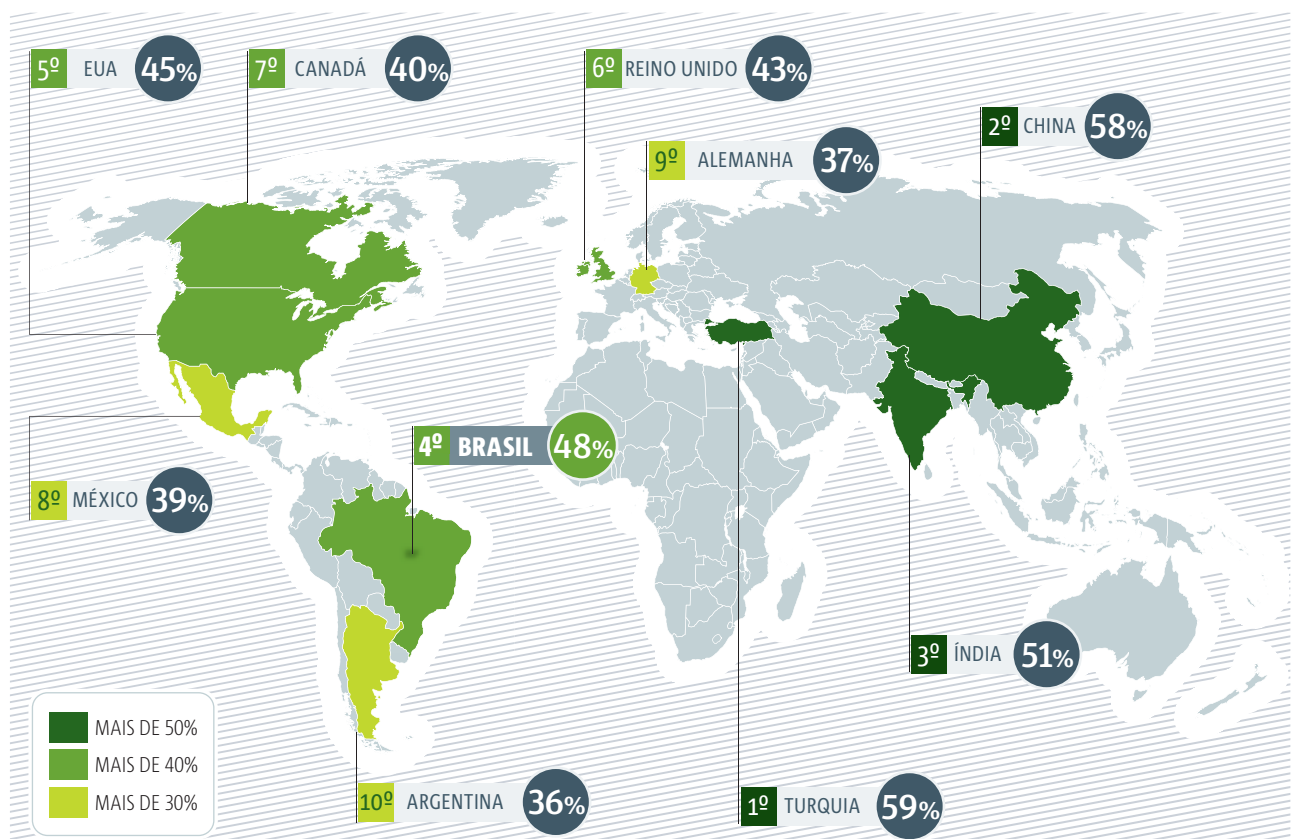 5º EUA 45%
7º CANADÁ 40%
6º REINO UNIDO 43%
2º CHINA 58%
9º ALEMANHA 37%
4º BRASIL 48%
8º MÉXICO 39%
3º ÍNDIA 51%
MAIS DE 50%
MAIS DE 40%
MAIS DE 30%
10º ARGENTINA 36%
1º TURQUIA 59%